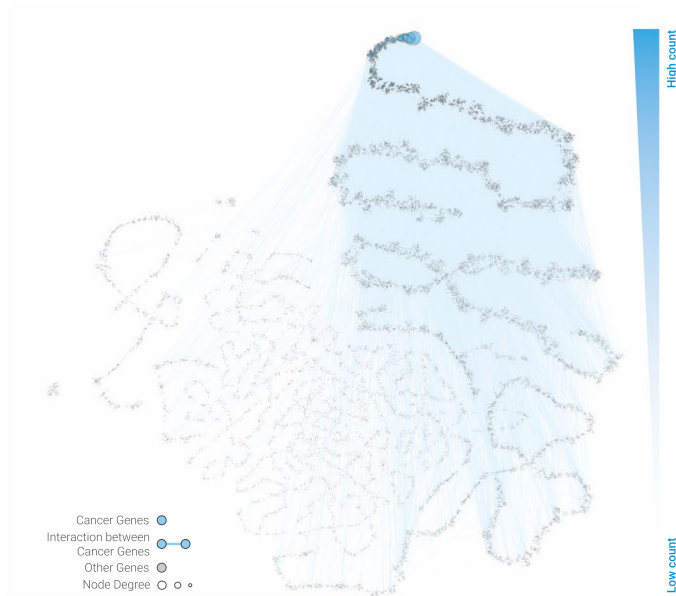 High count
Cancer Genes
Interaction between
Cancer Genes
Other Genes
Node Degree
Low count